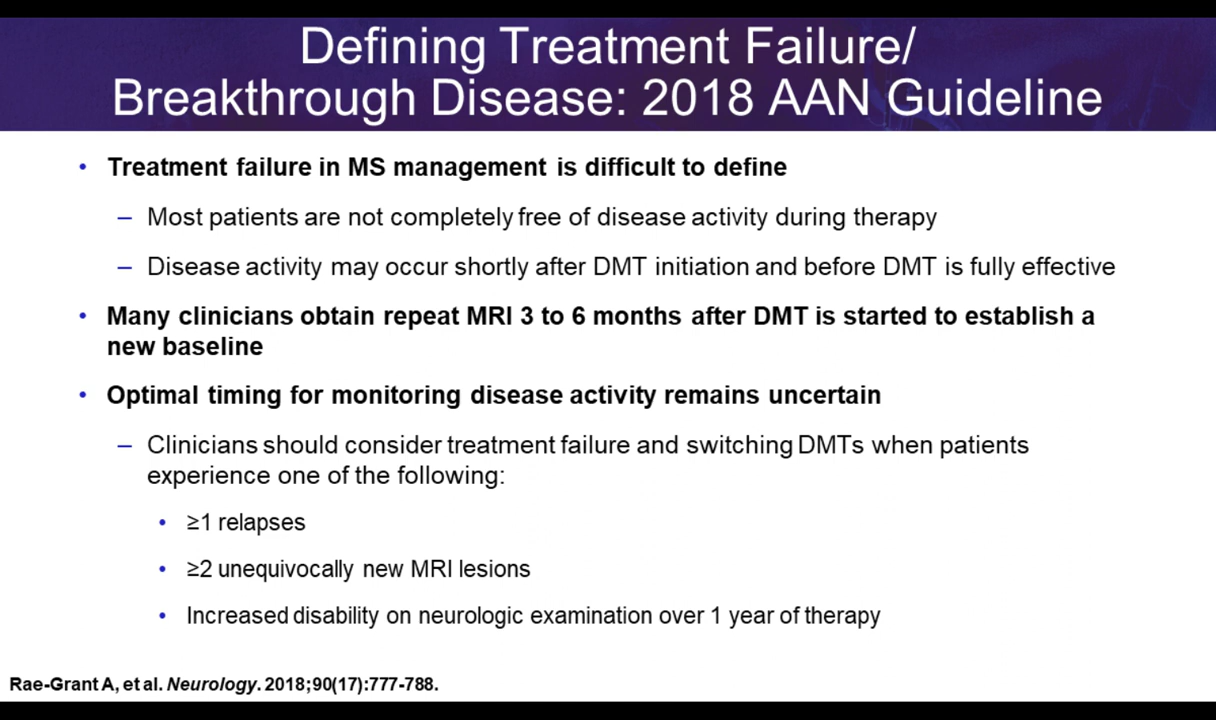 Defining Treatment Failure/
Breakthrough Disease: 2018 AAN Guideline
• Treatment failure in MS management is difficult to define
– Most patients are not completely free of disease activity during therapy
– Disease activity may occur shortly after DMT initiation and before DMT is fully effective
• Many clinicians obtain repeat MRI 3 to 6 months after DMT is started to establish a
new baseline
• Optimal timing for monitoring disease activity remains uncertain
– Clinicians should consider treatment failure and switching DMTs when patients
experience one of the following:
• ≥1 relapses
• ≥2 unequivocally new MRI lesions
• Increased disability on neurologic examination over 1 year of therapy
Rae-Grant A, et al. Neurology. 2018;90(17):777-788.